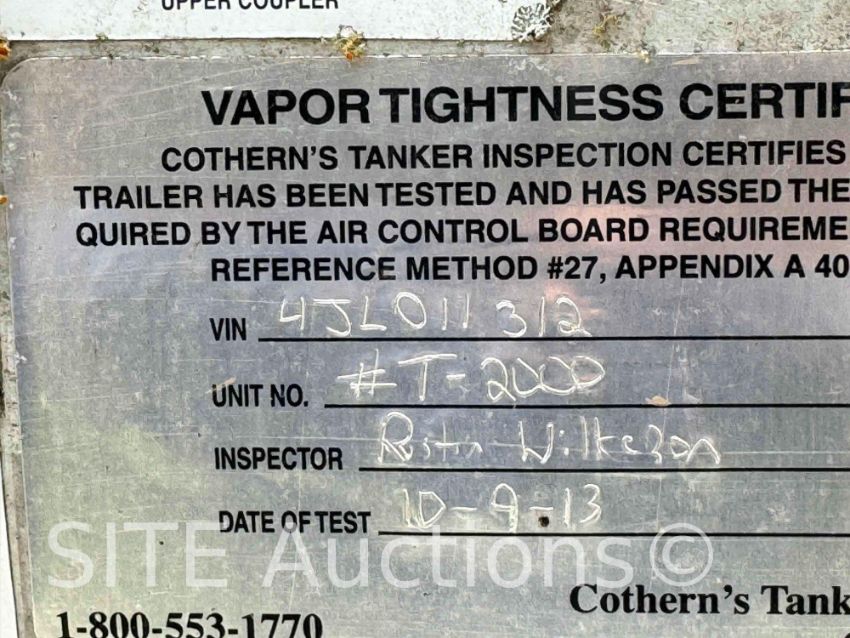 UPPER COUPLER
VAPOR TIGHTNESS CERTIF
COTHERN'S TANKER INSPECTION CERTIFIES
TRAILER HAS BEEN TESTED AND HAS PASSED THE
QUIRED BY THE AIR CONTROL BOARD REQUIREME
REFERENCE METHOD #27, APPENDIX A 40
VIN 4JL011312
UNIT NO. #T-2000
INSPECTOR Wilkeson
DATE OF TEST 10-9-13
SITE Auctions©
Cothern's Tank
1-800-553-1770